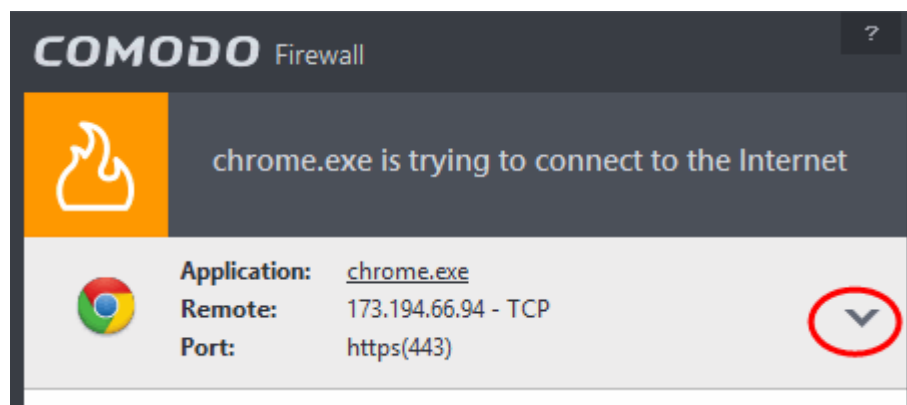 COMODO Firewall
?
chrome.exe is trying to connect to the Internet
Application: chrome.exe
Remote: 173.194.66.94 - TCP
Port: https(443)